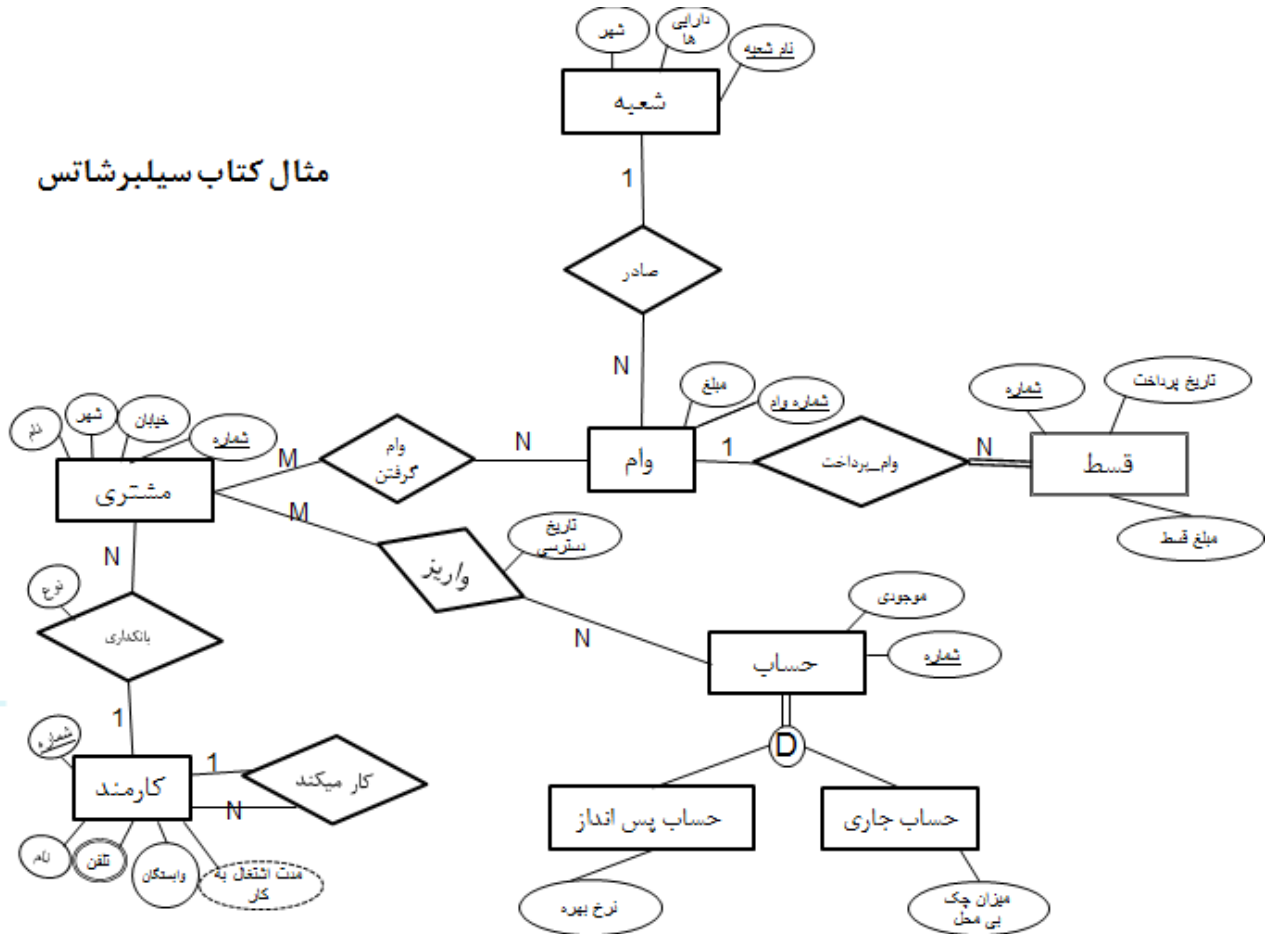 شهر
دارایی
ها
نام شعبه
شعبه
مثال کتاب سیلبرشاتس
1
صادر
N
مبلغ
شماره وام
شماره
تاریخ پرداخت
نام
شهر
خیابان
شماره
مشتری
M
وام
گرفتن
N
وام
1
وام_پرداخت
N
قسط
M
مبلغ قسط
N
نوع
بانکداری
واریز
تاریخ
دسترسی
N
موجودی
حساب
شماره
1
شماره
کارمند
1
N
کار میکند
D
حساب پس انداز
حساب جاری
نام
تلفن
وابستگان
مدت اشتغال به
کار
نرخ بهره
میزان چک
بی محل